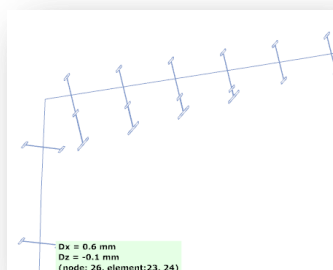 Dx = 0.6 mm
Dz = -0.1 mm
(node: 26, element:23, 24)